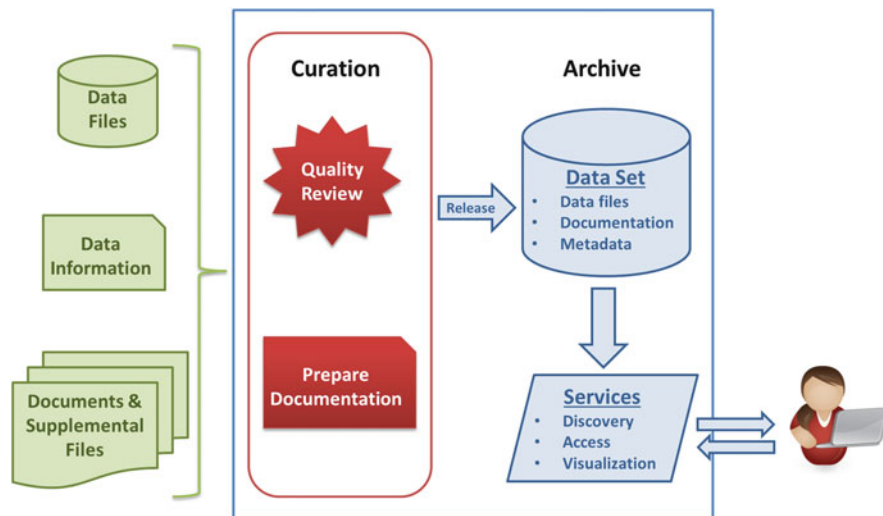 Data
Files
Data
Information
Documents &
Supplemental
Files
Curation
Quality
Review
Prepare
Documentation
Release
Archive
Data Set
• Data files
• Documentation
• Metadata
Services
• Discovery
• Access
• Visualization